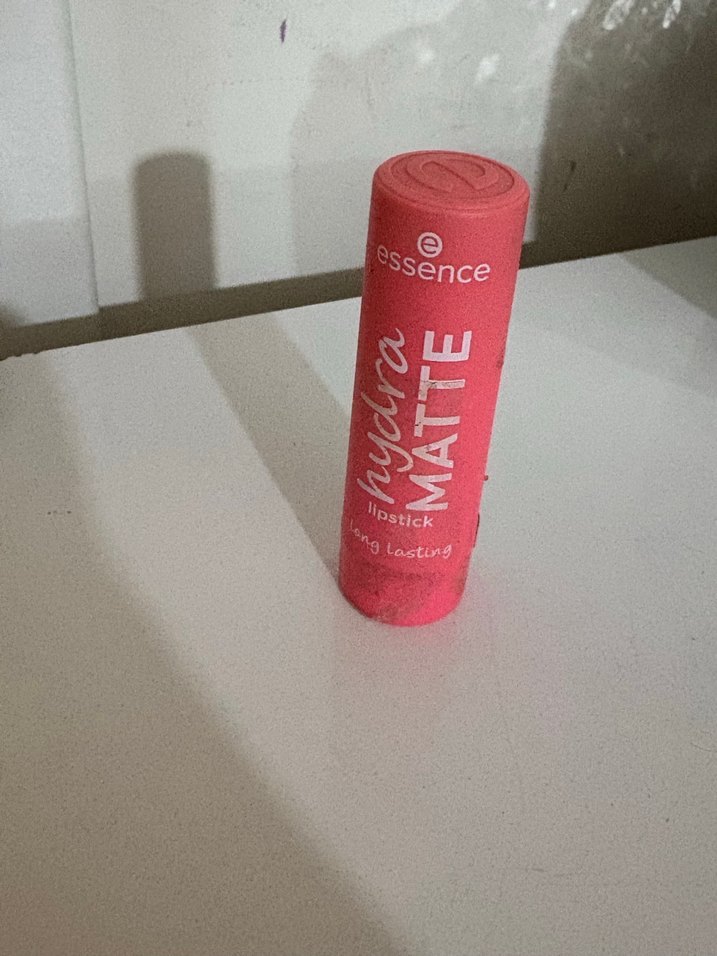 e
essence
hydra
MATTE
lipstick
long lasting